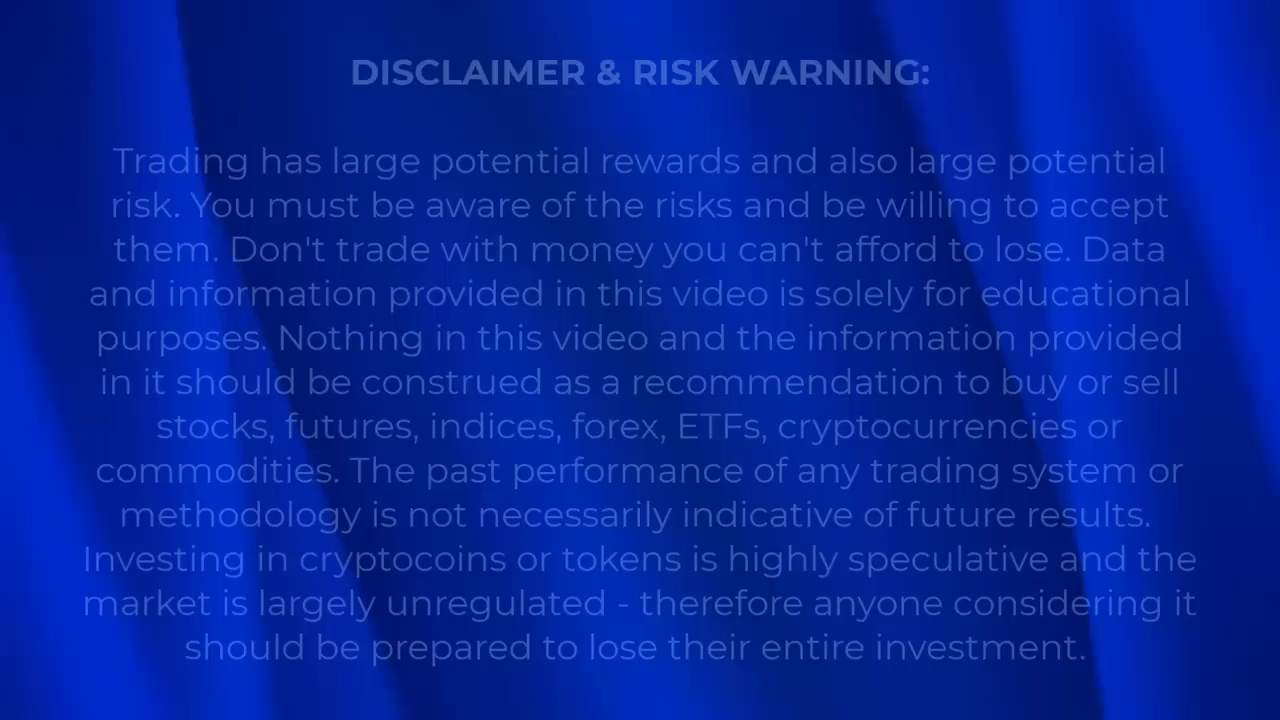 DISCLAIMER & RISK WARNING:
Trading has large potential rewards and also large potential
risk. You must be aware of the risks and be willing to accept
them. Don't trade with money you can't afford to lose. Data
and information provided in this video is solely for educational
purposes. Nothing in this video and the information provided
in it should be construed as a recommendation to buy or sell
stocks, futures, indices, forex, ETFs, cryptocurrencies or
commodities. The past performance of any trading system or
methodology is not necessarily indicative of future results.
Investing in cryptocoins or tokens is highly speculative and the
market is largely unregulated - therefore anyone considering it
should be prepared to lose their entire investment.